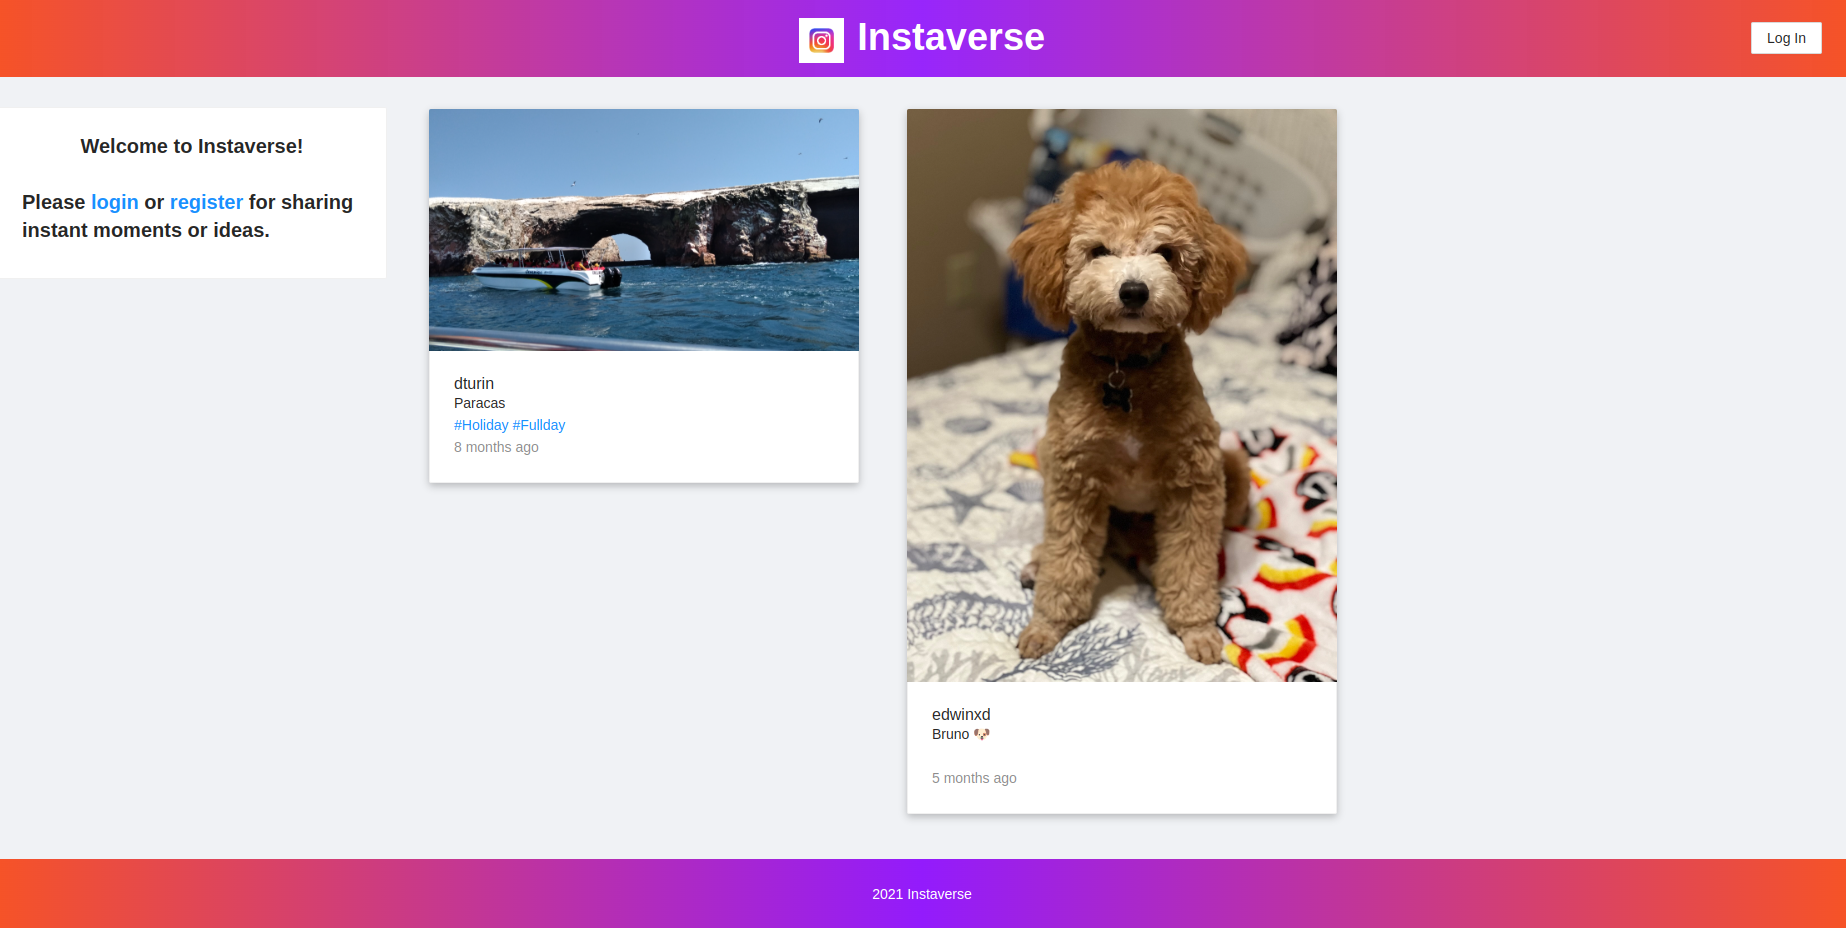 Instaverse
Log In
Welcome to Instaverse!
Please login or register for sharing
instant moments or ideas.
dturin
Paracas
#Holiday #Fullday
8 months ago
edwinxd
Bruno 🐶
5 months ago
2021 Instaverse